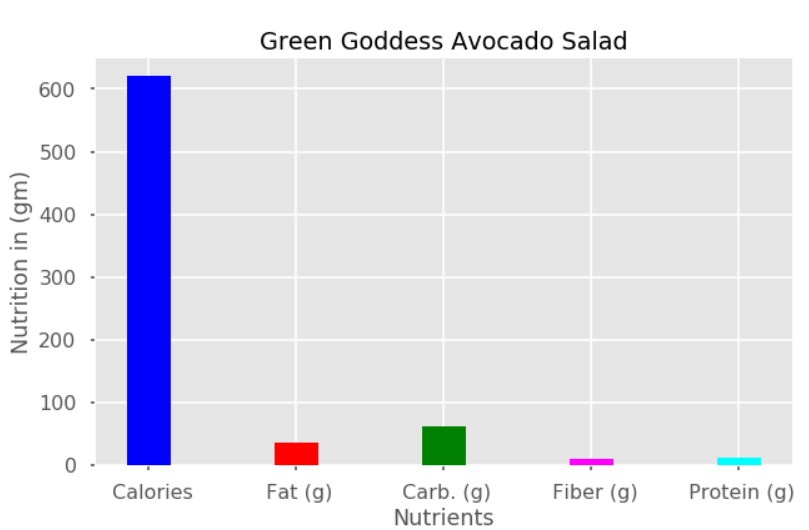 Green Goddess Avocado Salad
Nutrition in (gm)
600
500
400
300
200
100
0
Calories Fat (g) Carb. (g) Fiber (g) Protein (g)
Nutrients